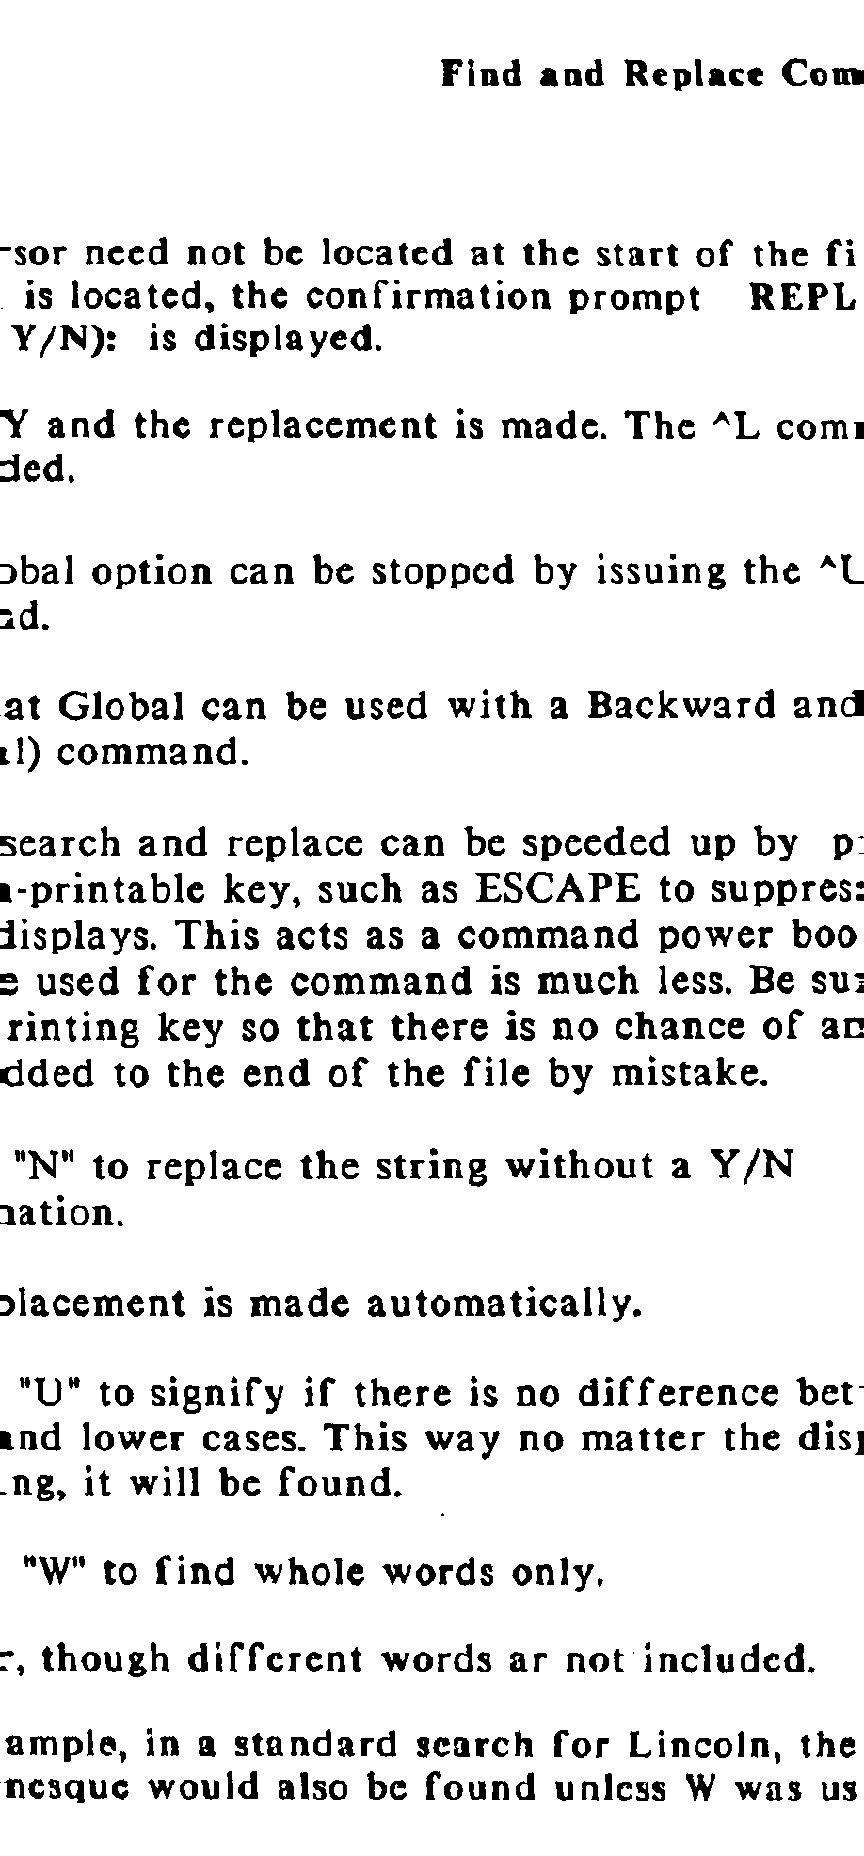 Find and Replace Com
rsor need not be located at the start of the fi
is located, the confirmation prompt REPL
Y/N): is displayed.
Y and the replacement is made. The ^L com
ded.
obal option can be stopped by issuing the ^U
nd.
at Global can be used with a Backward and
al) command.
search and replace can be speeded up by p
n-printable key, such as ESCAPE to suppres
displays. This acts as a command power boo
e used for the command is much less. Be su
rinting key so that there is no chance of an
dded to the end of the file by mistake.
"N" to replace the string without a Y/N
nation.
placement is made automatically.
"U" to signify if there is no difference bet
and lower cases. This way no matter the disp
ng, it will be found.
"W" to find whole words only.
r, though different words ar not included.
ample, in a standard search for Lincoln, the
nesque would also be found unless W was us